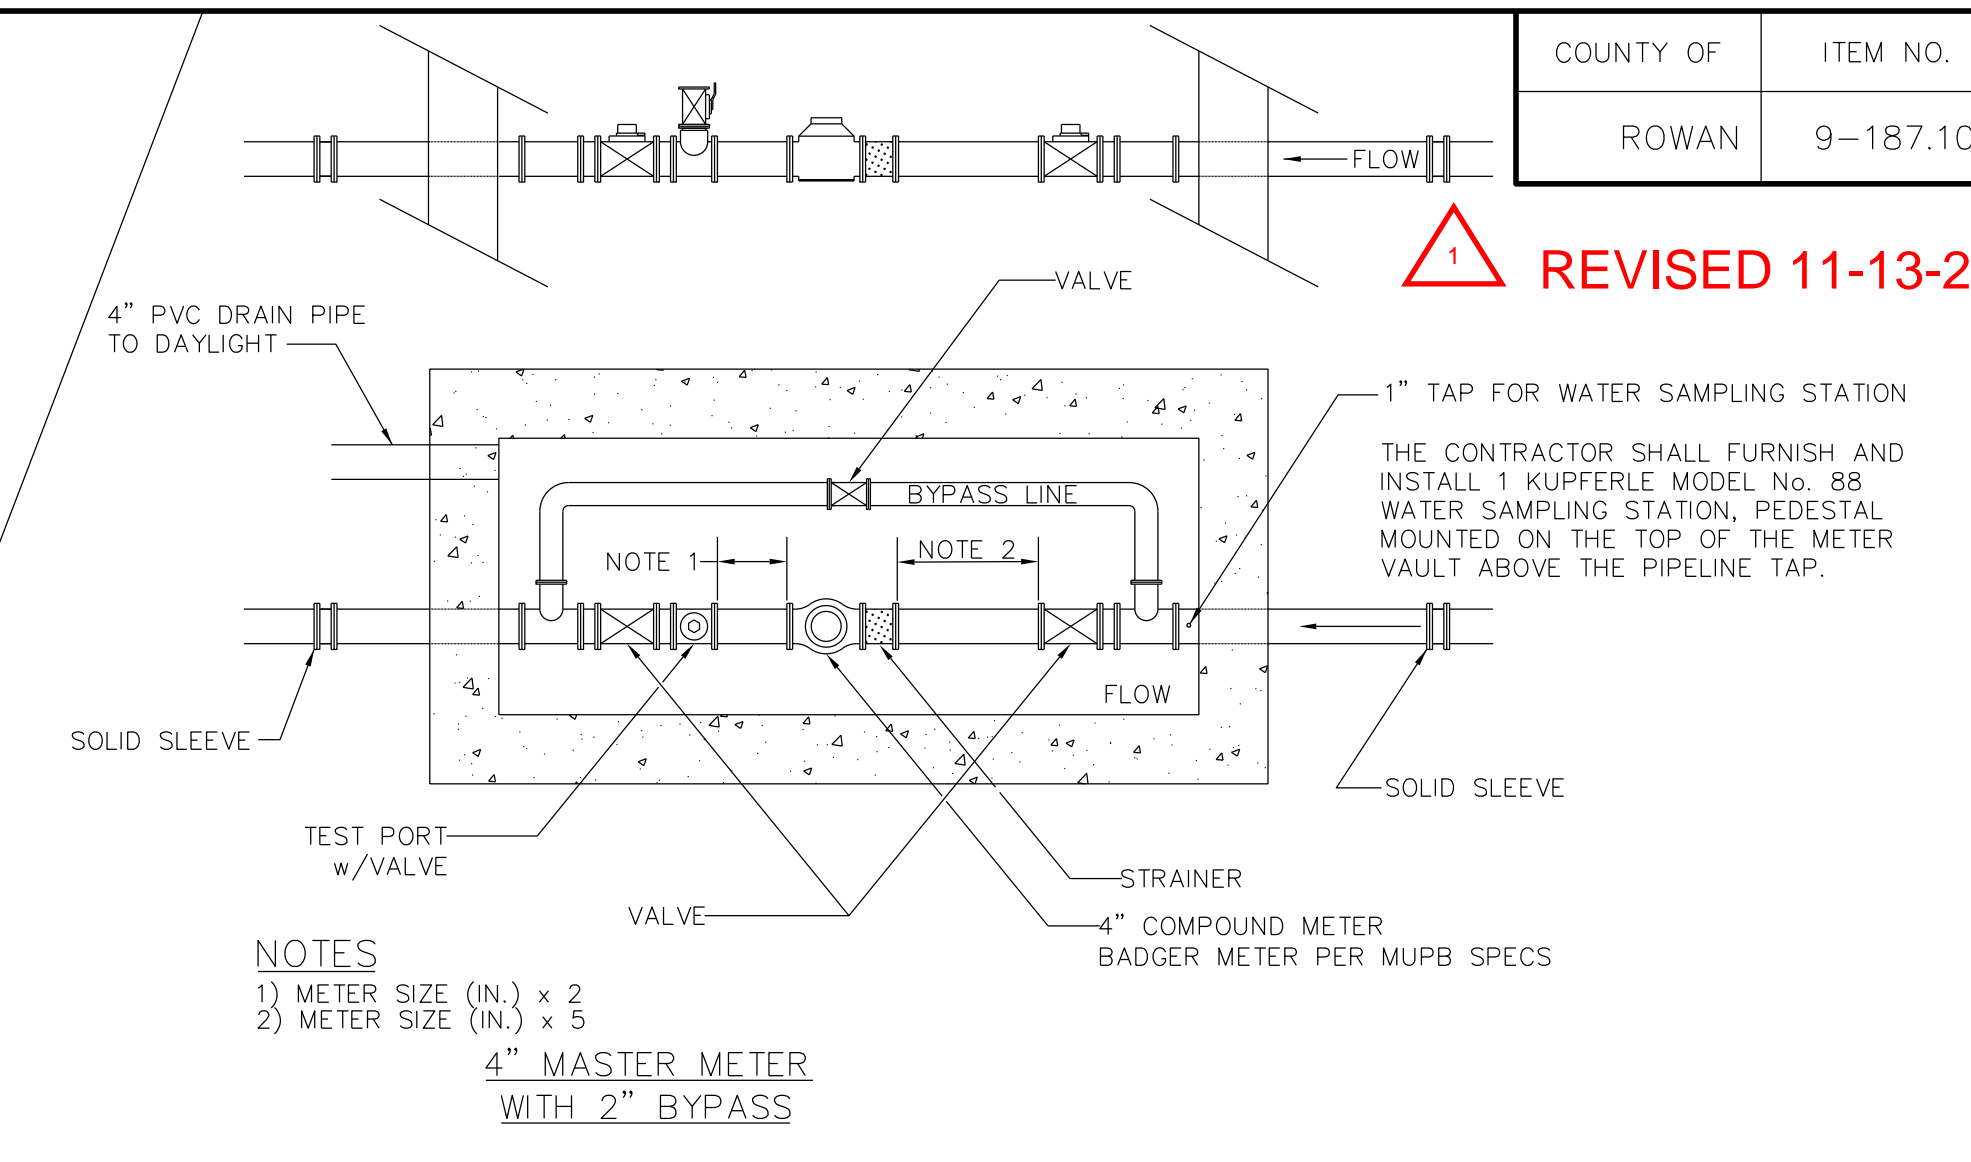 COUNTY OF
ITEM NO.
ROWAN
9-187.10
FLOW
1
REVISED 11-13-2
VALVE
4” PVC DRAIN PIPE
TO DAYLIGHT
1” TAP FOR WATER SAMPLING STATION
THE CONTRACTOR SHALL FURNISH AND
INSTALL 1 KUPFERLE MODEL No. 88
WATER SAMPLING STATION, PEDESTAL
MOUNTED ON THE TOP OF THE METER
VAULT ABOVE THE PIPELINE TAP.
BYPASS LINE
NOTE 1
NOTE 2
FLOW
SOLID SLEEVE
SOLID SLEEVE
TEST PORT
w/VALVE
STRAINER
VALVE
4” COMPOUND METER
BADGER METER PER MUPB SPECS
NOTES
1) METER SIZE (IN.) x 2
2) METER SIZE (IN.) x 5
4” MASTER METER
WITH 2” BYPASS